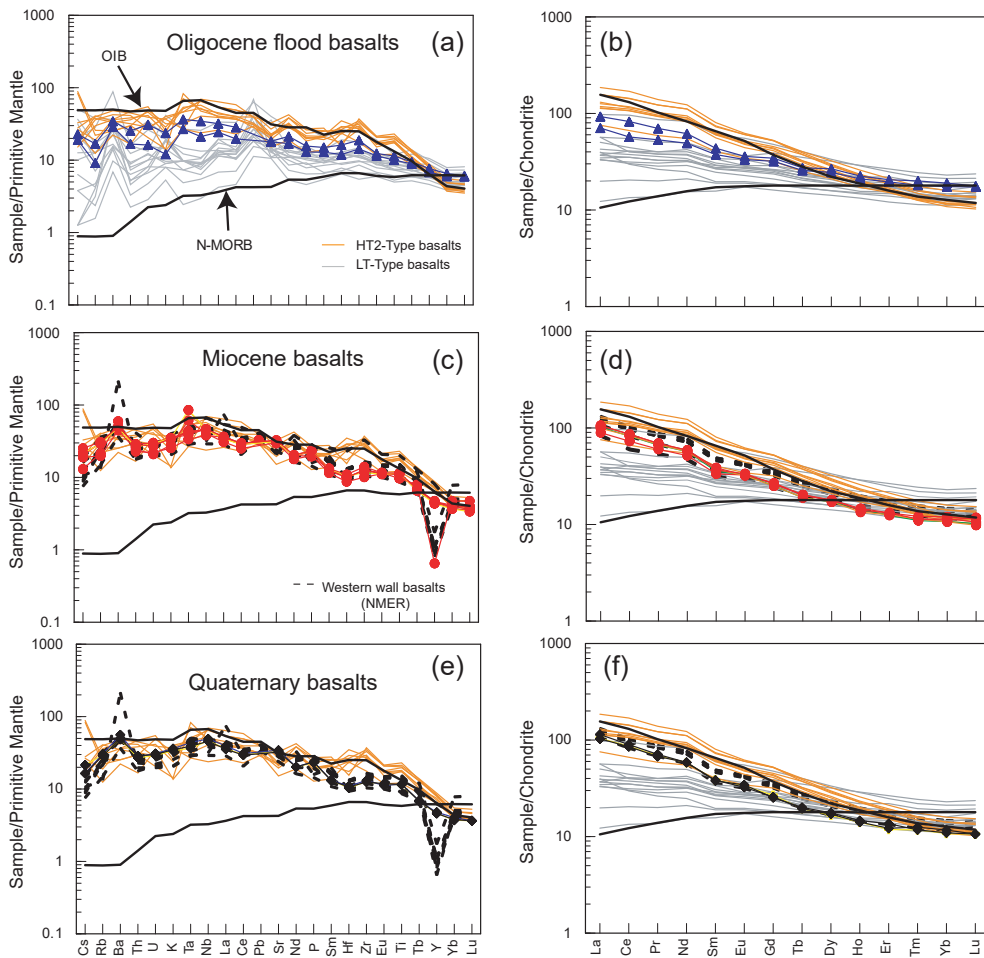 1000
100
10
1
0.1
Sample/Primitive Mantle
Oligocene flood basalts
(a)
OIB
N-MORB
HT2-Type basalts
LT-Type basalts
1000
100
10
1
Sample/Chondrite
(b)
1000
100
10
1
0.1
Sample/Primitive Mantle
Miocene basalts
(c)
Western wall basalts
(NMER)
1000
100
10
1
Sample/Chondrite
(d)
1000
100
10
1
0.1
Sample/Primitive Mantle
Quaternary basalts
(e)
Cs Rb Ba Th U K Ta Nb La Ce Pb Sr Nd P Sm Hf Zr Eu Ti Tb Y Yb Lu
1000
100
10
1
Sample/Chondrite
(f)
La Ce Pr Nd Sm Eu Gd Tb Dy Ho Er Tm Yb Lu